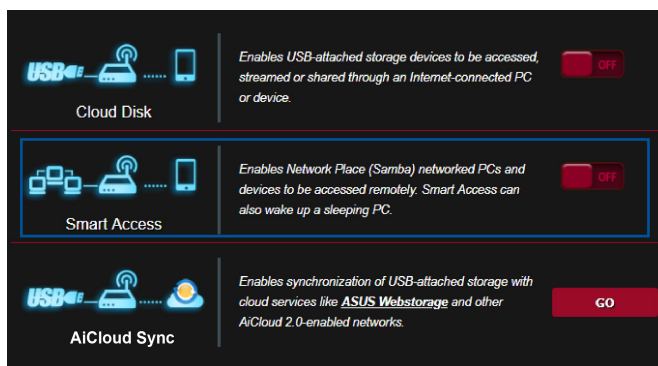 USB
Cloud Disk
Enables USB-attached storage devices to be accessed,
streamed or shared through an Internet-connected PC
or device.
OFF
Smart Access
Enables Network Place (Samba) networked PCs and
devices to be accessed remotely. Smart Access can
also wake up a sleeping PC.
OFF
USB
AiCloud Sync
Enables synchronization of USB-attached storage with
cloud services like ASUS Webstorage and other
AiCloud 2.0-enabled networks.
GO